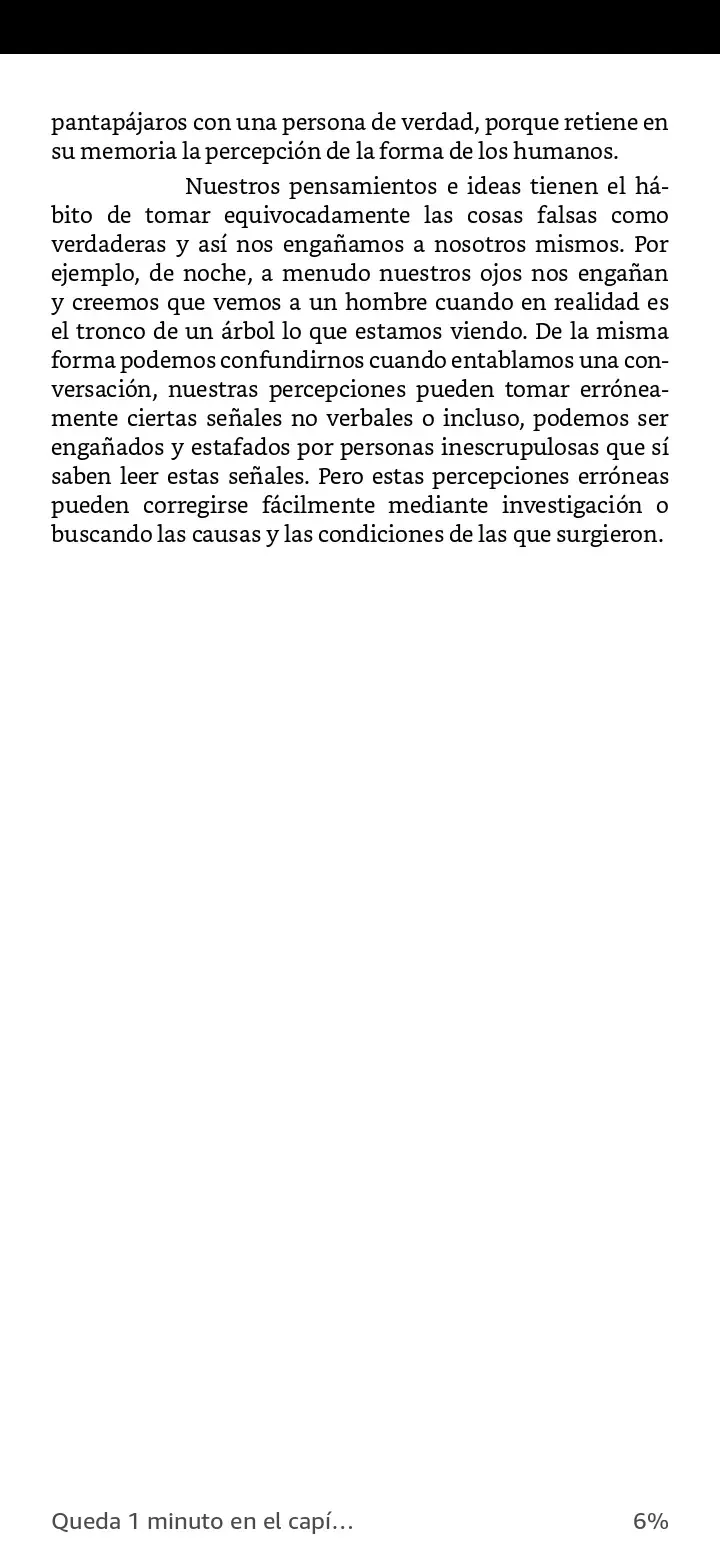 pantapájaros con una persona de verdad, porque retiene en
su memoria la percepción de la forma de los humanos.
Nuestros pensamientos e ideas tienen el há-
bito de tomar equivocadamente las cosas falsas como
verdaderas y así nos engañamos a nosotros mismos. Por
ejemplo, de noche, a menudo nuestros ojos nos engañan
y creemos que vemos a un hombre cuando en realidad es
el tronco de un árbol lo que estamos viendo. De la misma
forma podemos confundirnos cuando entablamos una con-
versación, nuestras percepciones pueden tomar errónea-
mente ciertas señales no verbales o incluso, podemos ser
engañados y estafados por personas inescrupulosas que sí
saben leer estas señales. Pero estas percepciones erróneas
pueden corregirse fácilmente mediante investigación o
buscando las causas y las condiciones de las que surgieron.
Queda 1 minuto en el capí... 6%